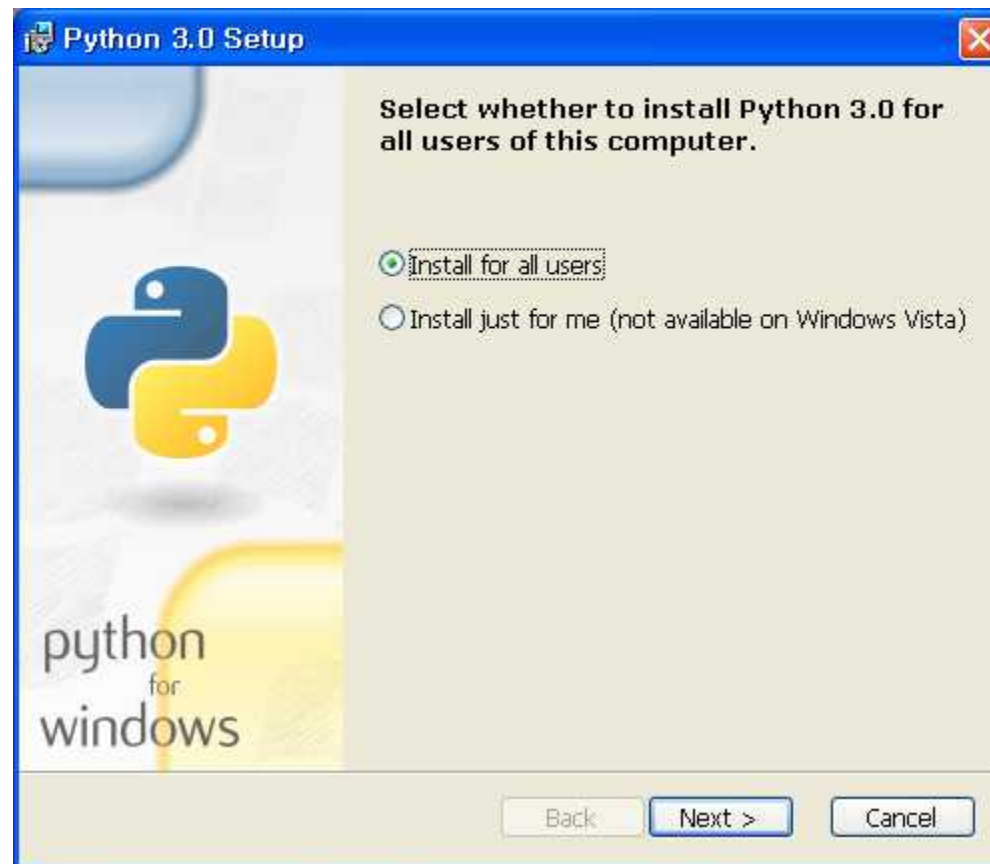 Python 3.0 Setup
Select whether to install Python 3.0 for
all users of this computer.
Install for all users
Install just for me (not available on Windows Vista)
python
for
windows
Back
Next >
Cancel